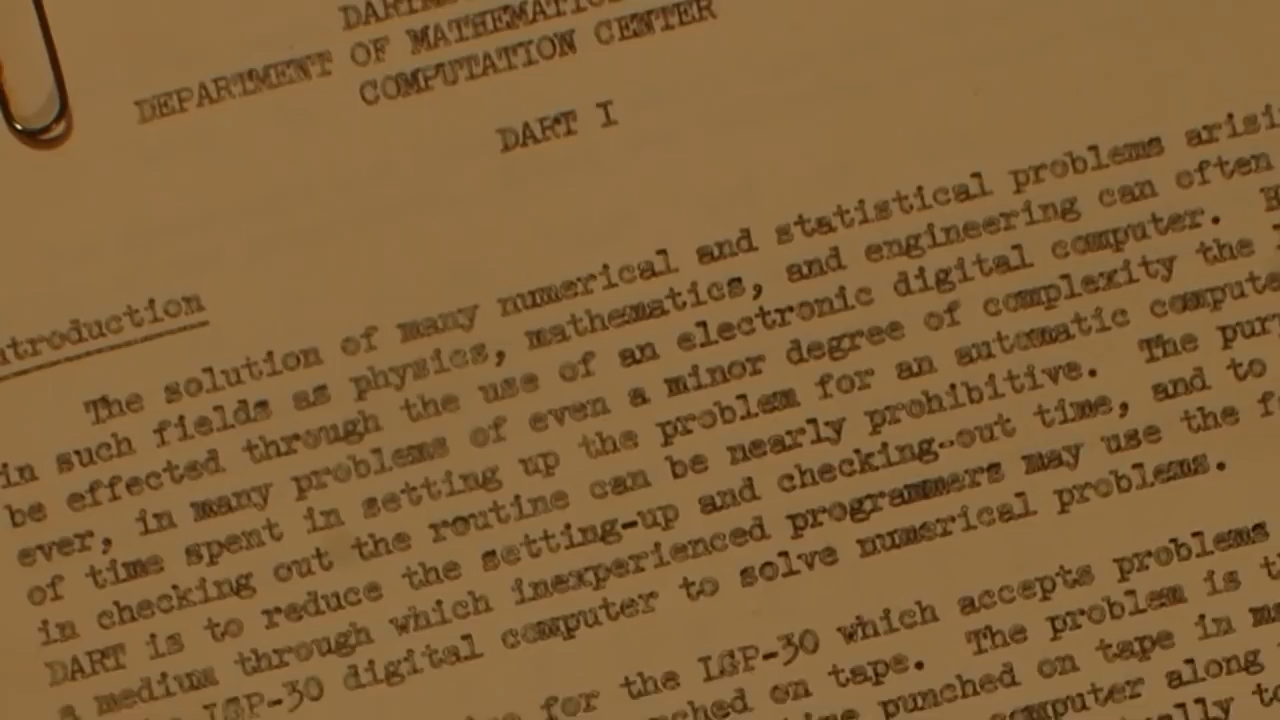 DEPARTMENT OF MATHEMATIC
COMPUTATION CENTER
DART I
ntroduction
The solution of many numerical and statistical problems arisi
in such fields as physics, mathematics, and engineering can often
be effected through the use of an electronic digital computer.
ever, in many problems of even a minor degree of complexity the
of time spent in setting up the problem for an automatic compute
in checking out the routine can be nearly prohibitive. The pur
DART is to reduce the setting-up and checking-out time, and to
a medium through which inexperienced programmers may use the f
LGP-30 digital computer to solve numerical problems.
for the LGP-30 which accepts problems
ched on tape. The problem is t
punched on tape in m
computer along